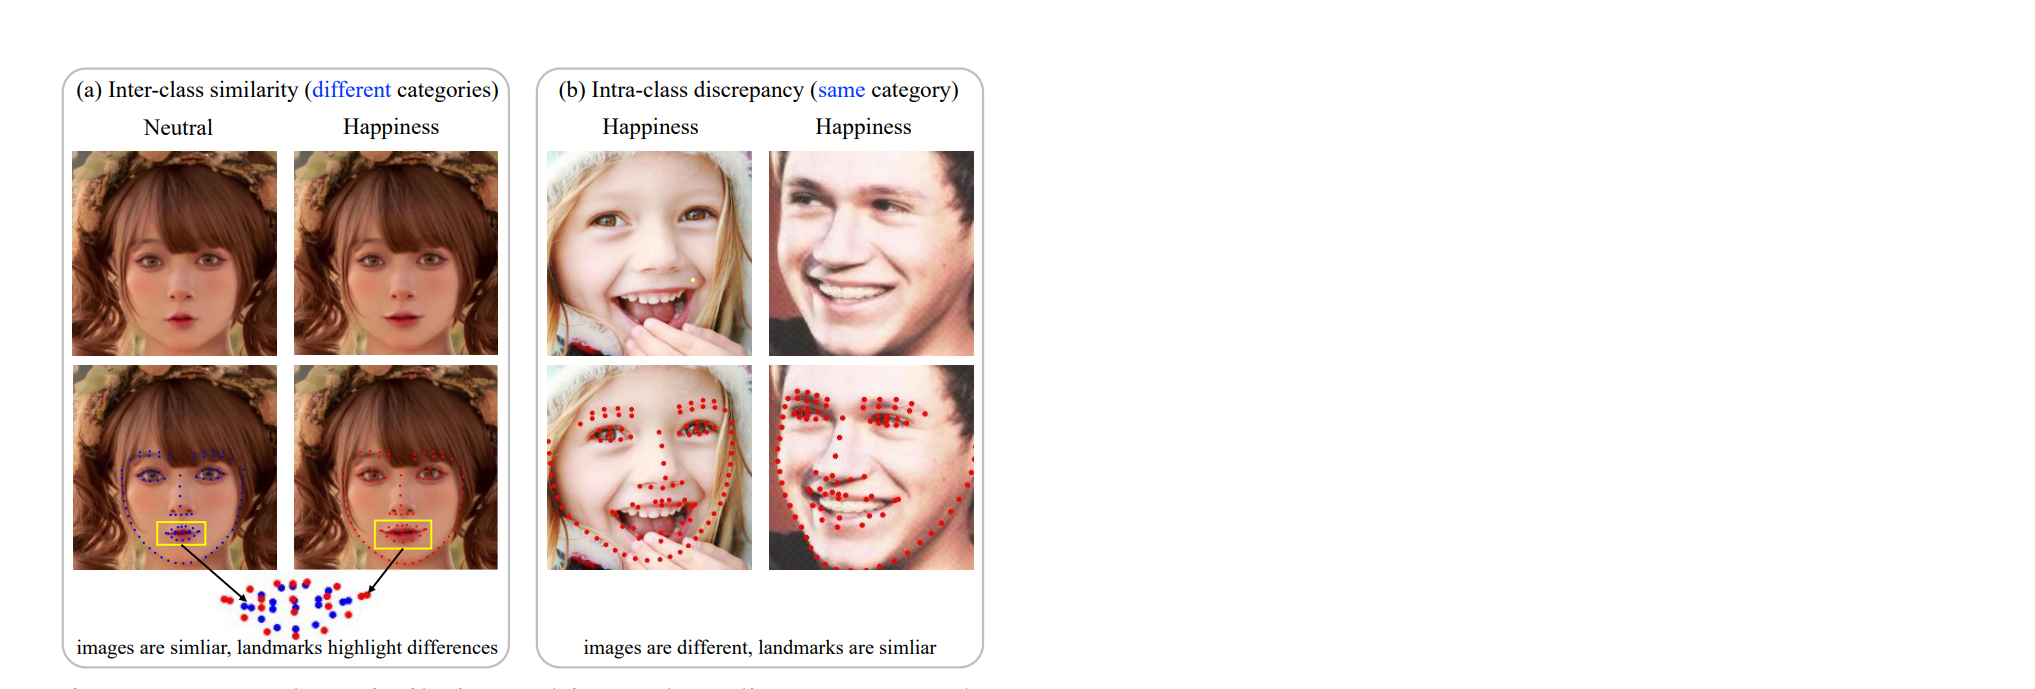 (a) Inter-class similarity (different categories)
Neutral Happiness
images are simliar, landmarks highlight differences
(b) Intra-class discrepancy (same category)
Happiness Happiness
images are different, landmarks are simliar